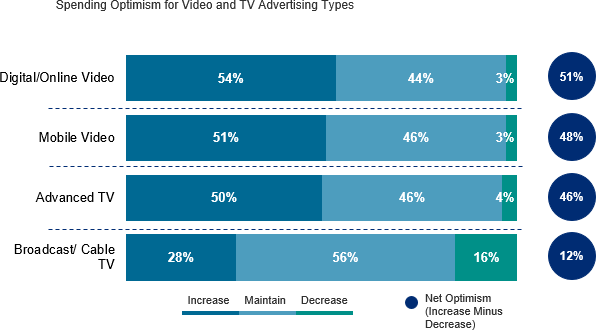 Spending Optimism for Video and TV Advertising Types
Digital/Online Video 54% 44% 3% 51%
Mobile Video 51% 46% 3% 48%
Advanced TV 50% 46% 4% 46%
Broadcast/ Cable
TV 28% 56% 16% 12%
Increase Maintain Decrease
Net Optimism
(Increase Minus
Decrease)